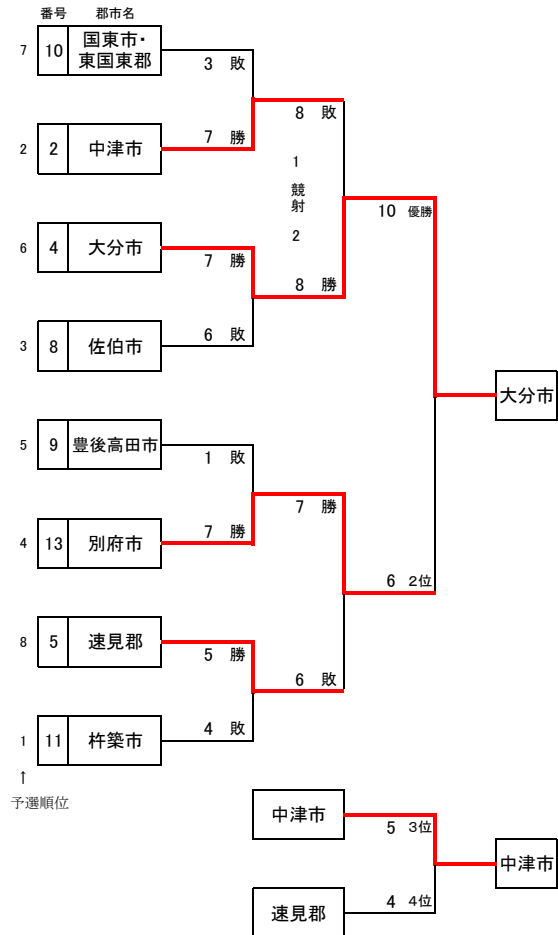 番号 郡市名
7 10 国東市・
東国東郡
3 敗
8 敗
2 2 中津市
7 勝
1
競
射
2
10 優勝
6 4 大分市
7 勝
8 勝
3 8 佐伯市
6 敗
大分市
5 9 豊後高田市
1 敗
7 勝
4 13 別府市
7 勝
6 2位
8 5 速見郡
5 勝
6 敗
1 11 杵築市
4 敗
↑
予選順位
中津市
5 3位
中津市
速見郡
4 4位